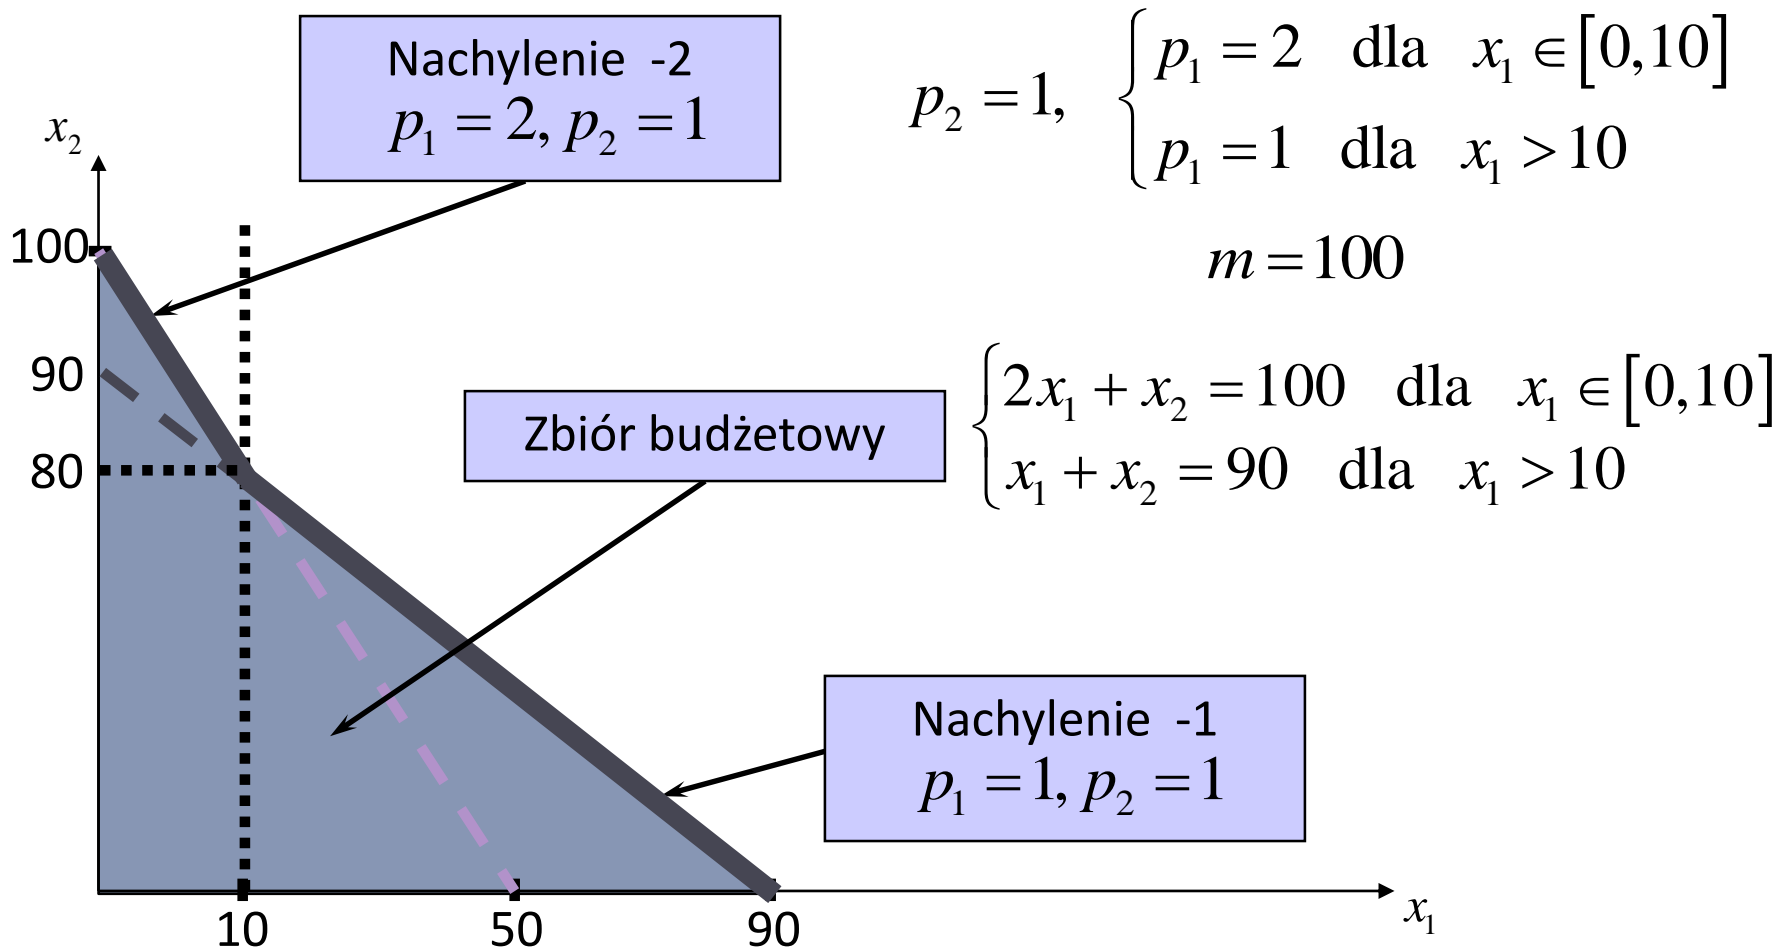 Nachylenie -2
p₁ = 2, p₂ = 1
p₂ = 1, { p₁ = 2 dla x₁ ∈ [0,10]
p₁ = 1 dla x₁ > 10
m = 100
x₂
100
90
80
Zbiór budżetowy
{ 2x₁ + x₂ = 100 dla x₁ ∈ [0,10]
x₁ + x₂ = 90 dla x₁ > 10
Nachylenie -1
p₁ = 1, p₂ = 1
10
50
90
x₁